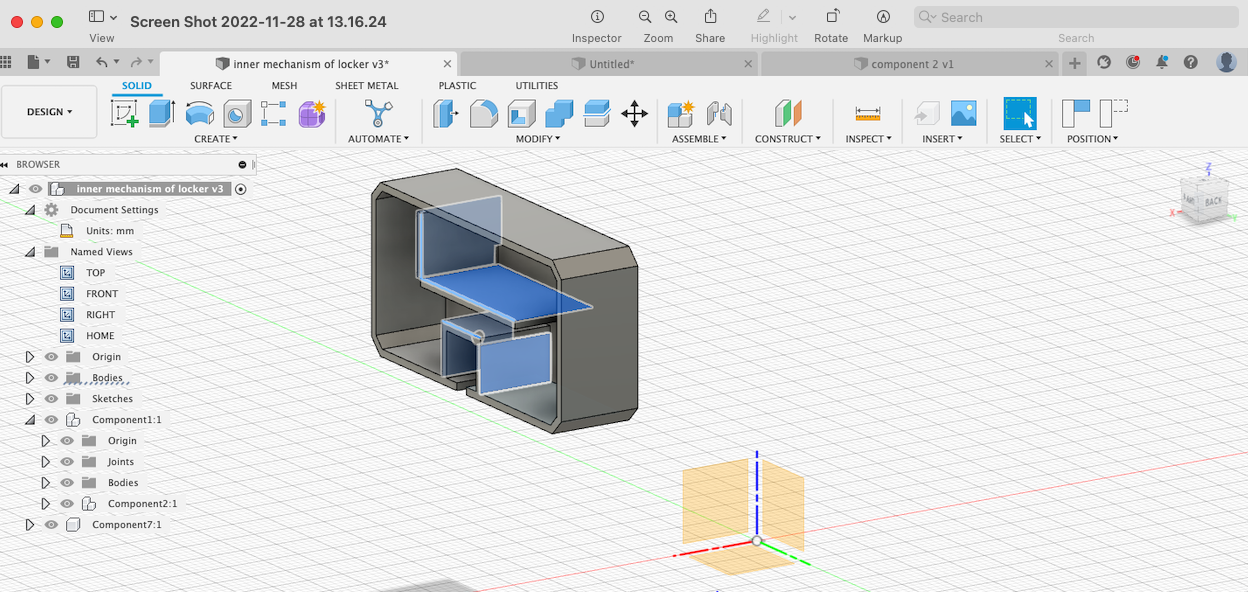 Screen Shot 2022-11-28 at 13.16.24
View
Inspector Zoom Share Highlight Rotate Markup Search
Search
inner mechanism of locker v3* Untitled* component 2 v1
SOLID SURFACE MESH SHEET METAL PLASTIC UTILITIES
DESIGN
CREATE AUTOMATE MODIFY ASSEMBLE CONSTRUCT INSPECT INSERT SELECT POSITION
BROWSER
inner mechanism of locker v3
Document Settings
Units: mm
Named Views
TOP
FRONT
RIGHT
HOME
Origin
Bodies
Sketches
Component1:1
Origin
Joints
Bodies
Component2:1
Component7:1
Z
BACK
X